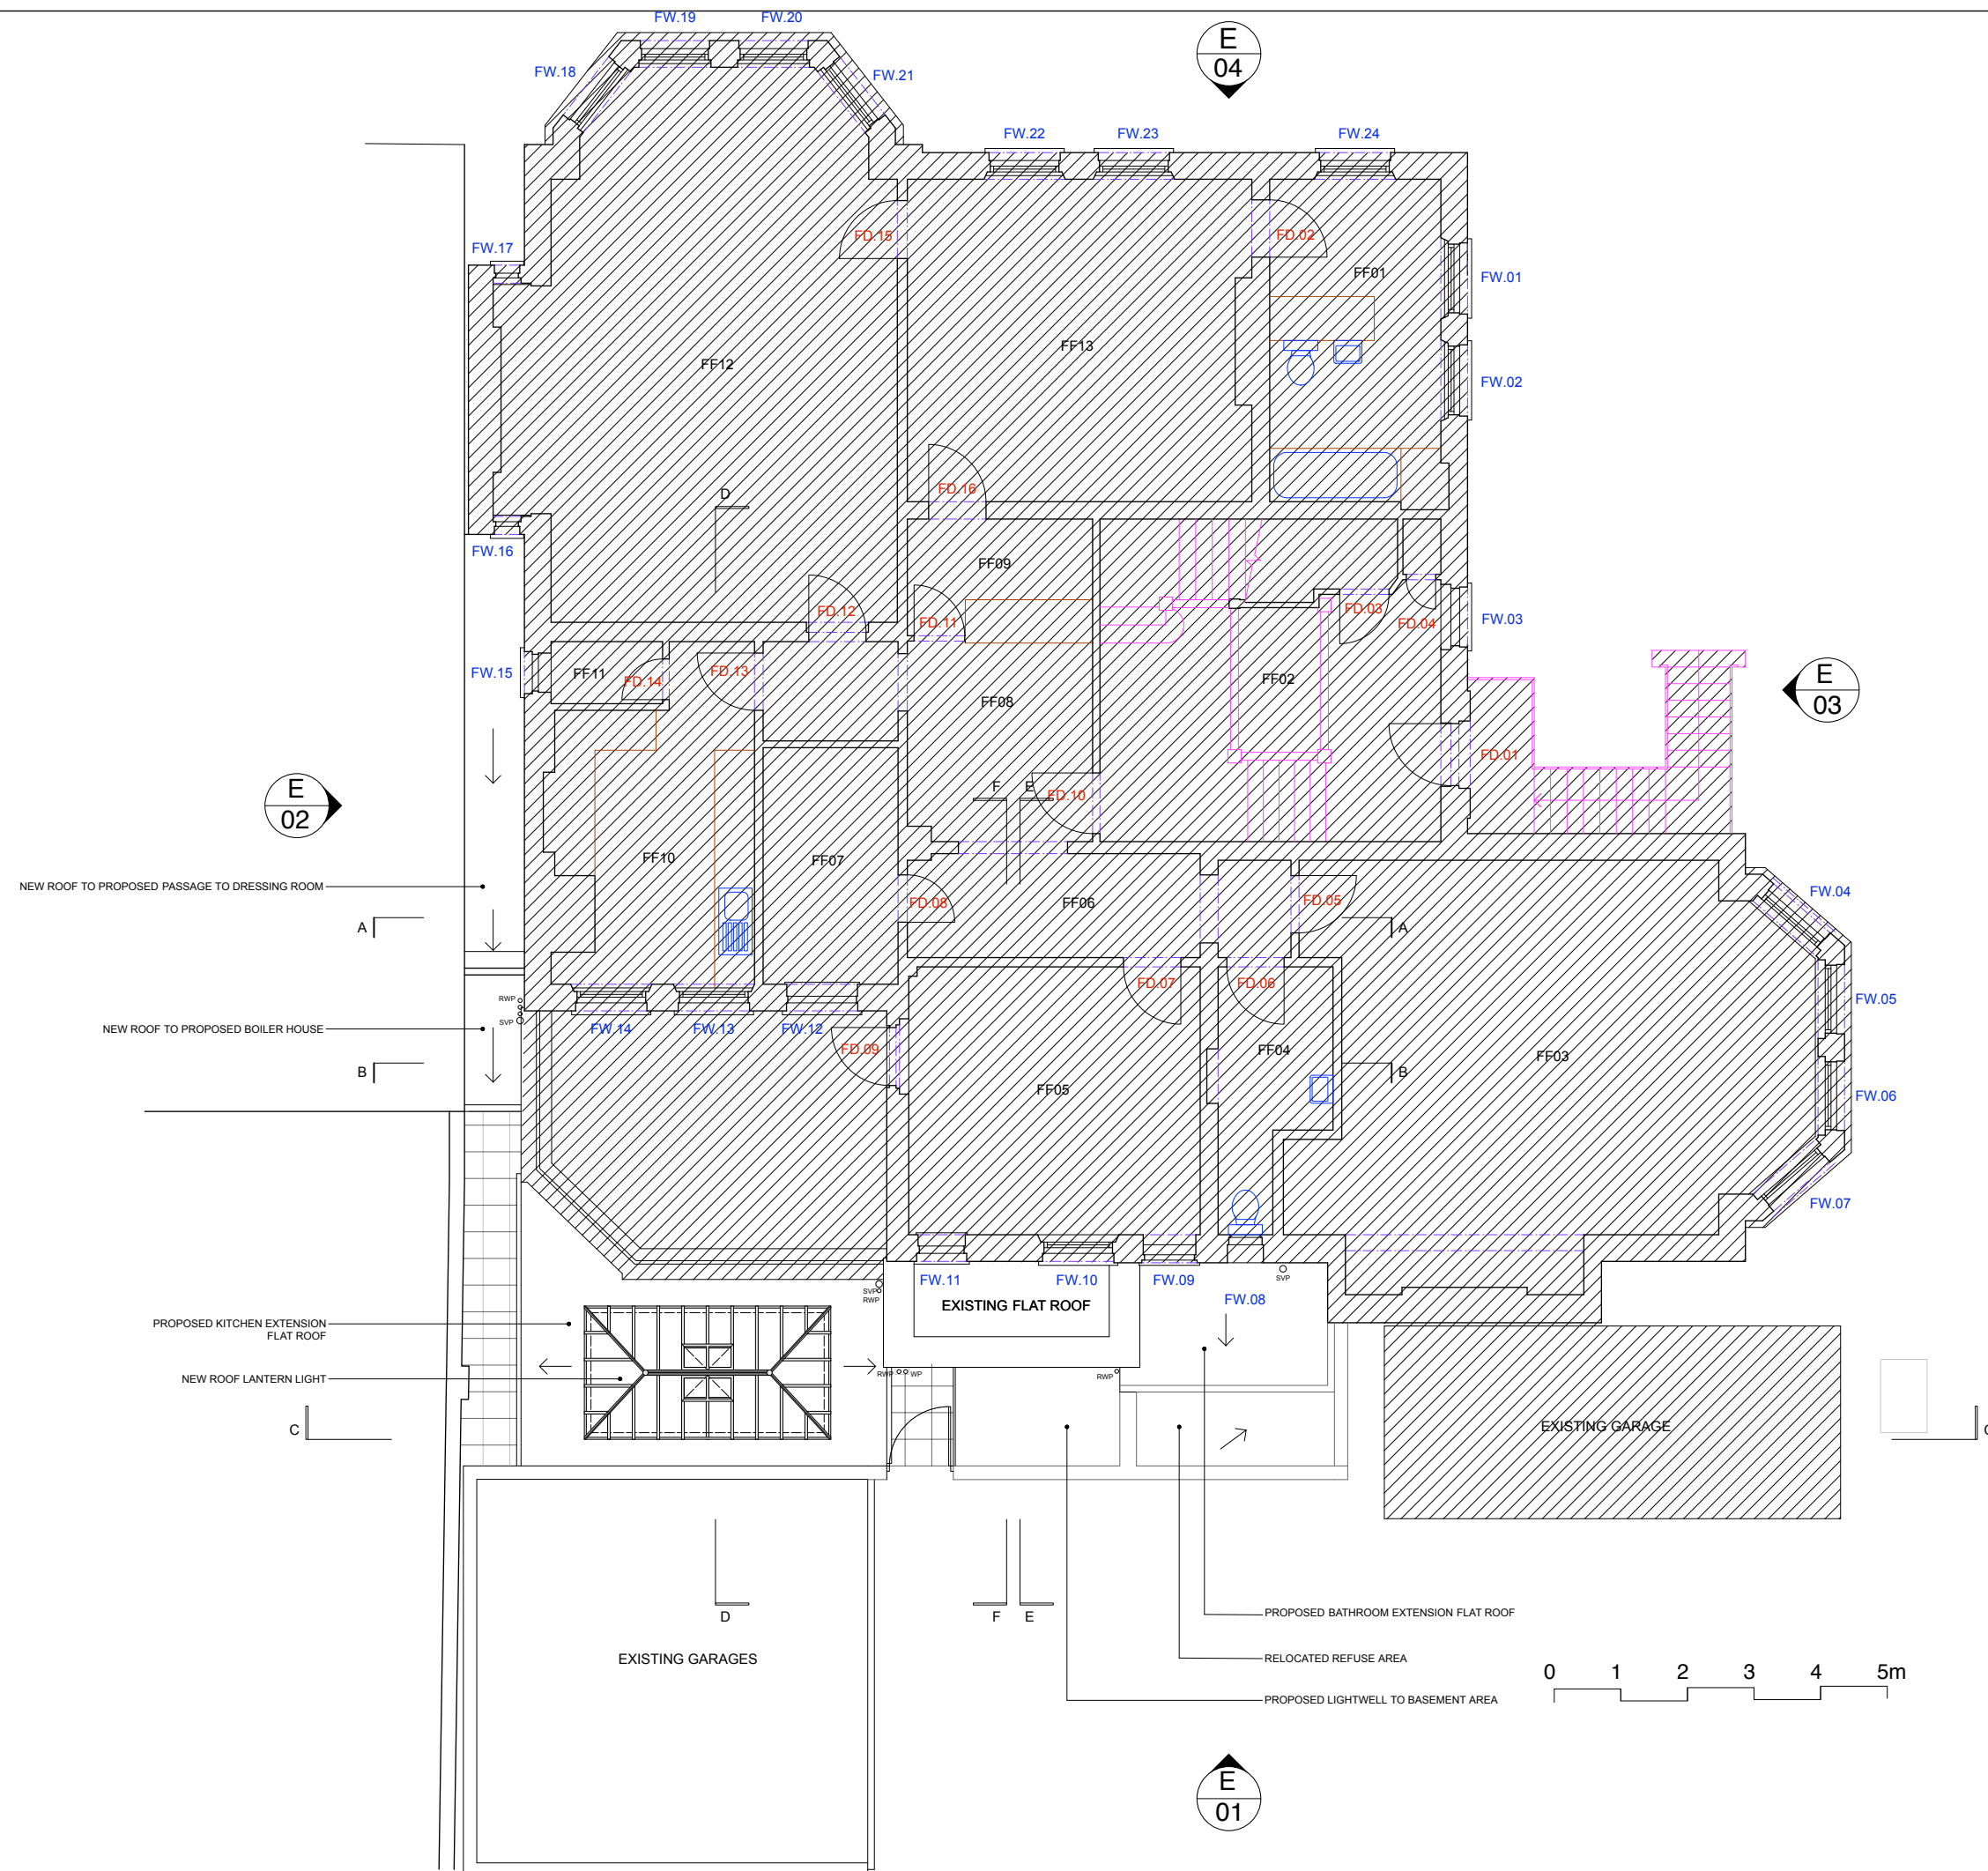 FW.19
FW.20
FW.18
FW.21
E
04
FW.22
FW.23
FW.24
FW.17
FD.15
FD.02
FF01
FW.01
FF12
FF13
FW.02
D
FD.16
FW.16
FF09
FD.12
FD.11
FD.03
FD.04
FW.03
FW.15
FF11
FD.14
FD.13
FF08
FF02
E
03
FD.01
E
02
F
E
FD.10
FF10
FF07
NEW ROOF TO PROPOSED PASSAGE TO DRESSING ROOM
FW.04
FD.08
FF06
FD.05
A
A
FD.07
FD.06
RWP
SVP
FW.05
NEW ROOF TO PROPOSED BOILER HOUSE
FW.14
FW.13
FW.12
FD.09
FF04
FF03
B
B
FF05
FW.06
FW.07
FW.11
FW.10
FW.09
SVP
SVP
RWP
FW.08
EXISTING FLAT ROOF
PROPOSED KITCHEN EXTENSION
FLAT ROOF
NEW ROOF LANTERN LIGHT
RWP
WP
RWP
C
EXISTING GARAGE
C
D
F
E
PROPOSED BATHROOM EXTENSION FLAT ROOF
EXISTING GARAGES
RELOCATED REFUSE AREA
PROPOSED LIGHTWELL TO BASEMENT AREA
0 1 2 3 4 5m
E
01